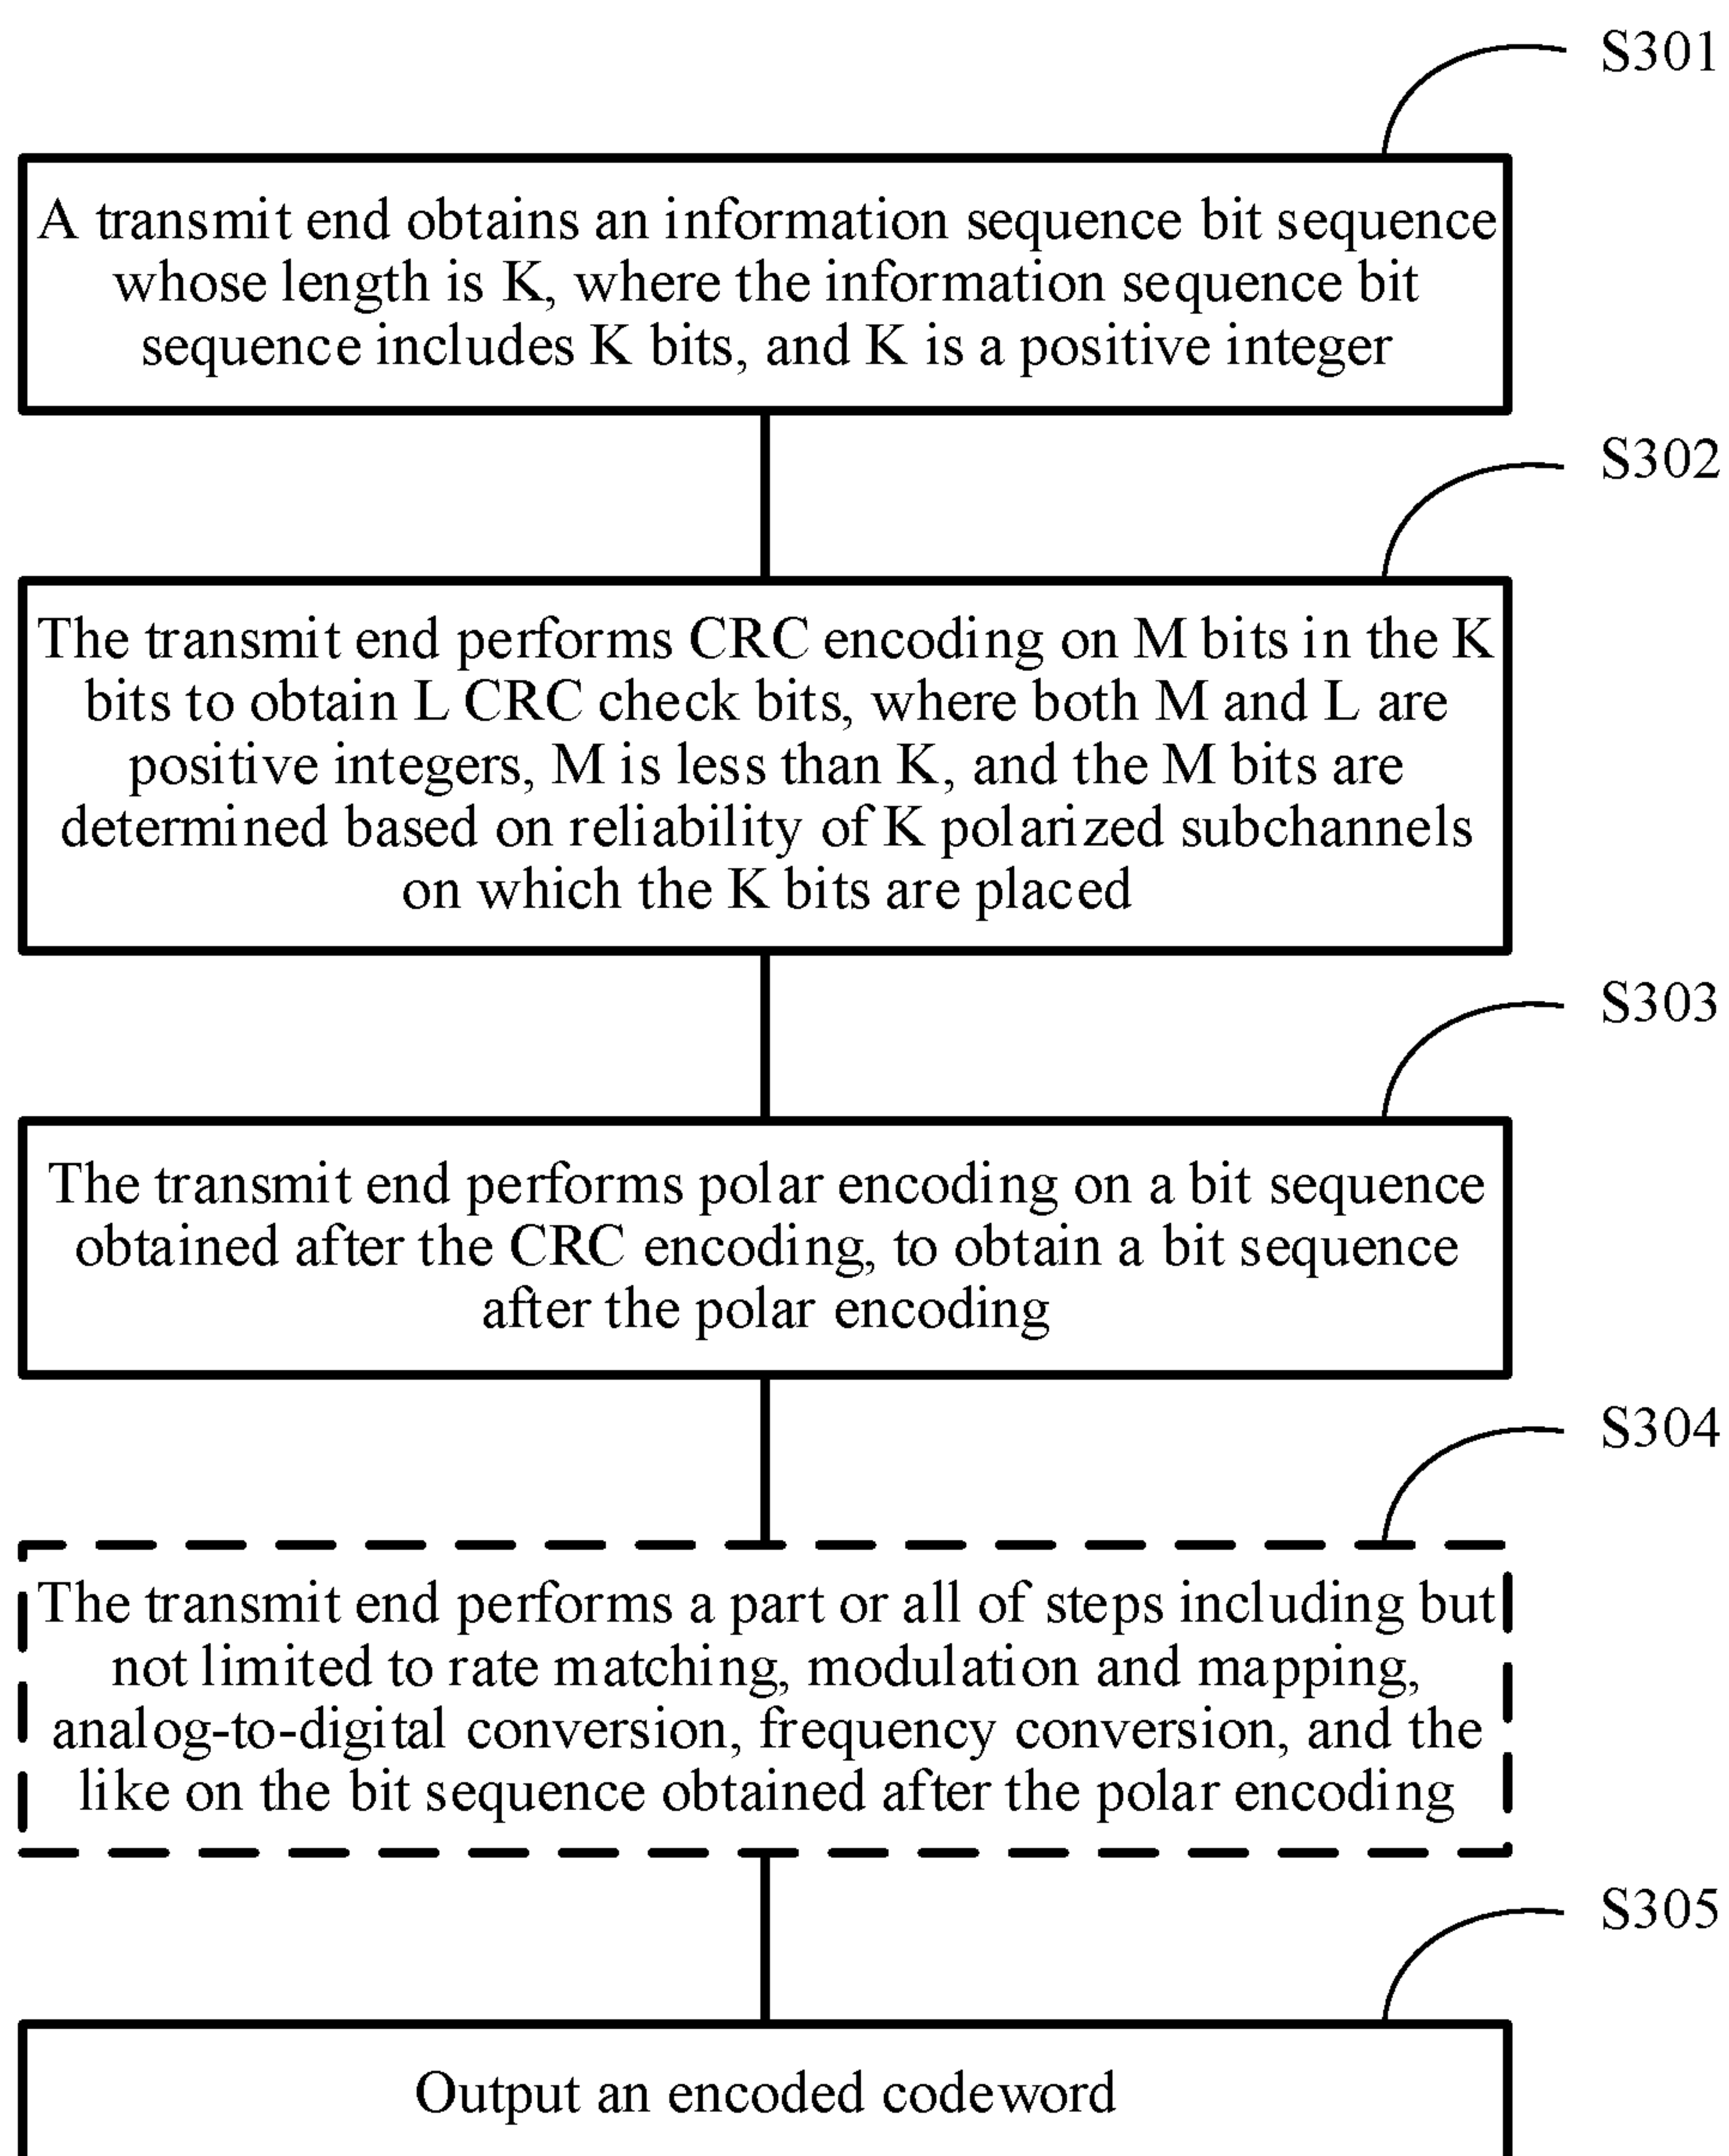 S301
A transmit end obtains an information sequence bit sequence
whose length is K, where the information sequence bit
sequence includes K bits, and K is a positive integer
S302
The transmit end performs CRC encoding on M bits in the K
bits to obtain L CRC check bits, where both M and L are
positive integers, M is less than K, and the M bits are
determined based on reliability of K polarized subchannels
on which the K bits are placed
S303
The transmit end performs polar encoding on a bit sequence
obtained after the CRC encoding, to obtain a bit sequence
after the polar encoding
S304
The transmit end performs a part or all of steps including but
not limited to rate matching, modulation and mapping,
analog-to-digital conversion, frequency conversion, and the
like on the bit sequence obtained after the polar encoding
S305
Output an encoded codeword